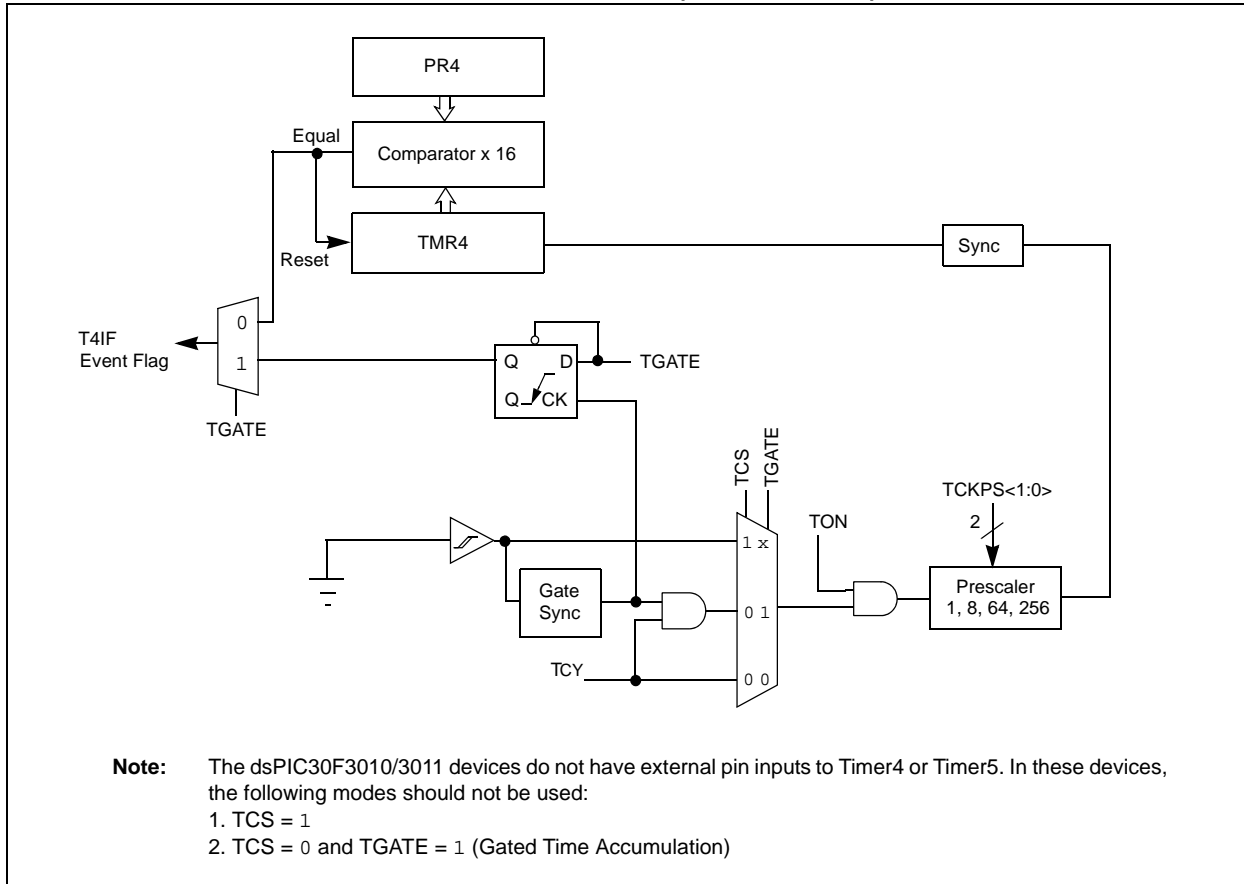 PR4
Equal
Comparator x 16
TMR4
Sync
Reset
0
T4IF
Event Flag
1
Q
D
TGATE
Q
CK
TGATE
TCS
TGATE
TCKPS<1:0>
TON
2
1 x
Gate
Sync
Prescaler
1, 8, 64, 256
0 1
TCY
0 0
Note: The dsPIC30F3010/3011 devices do not have external pin inputs to Timer4 or Timer5. In these devices,
the following modes should not be used:
1. TCS = 1
2. TCS = 0 and TGATE = 1 (Gated Time Accumulation)